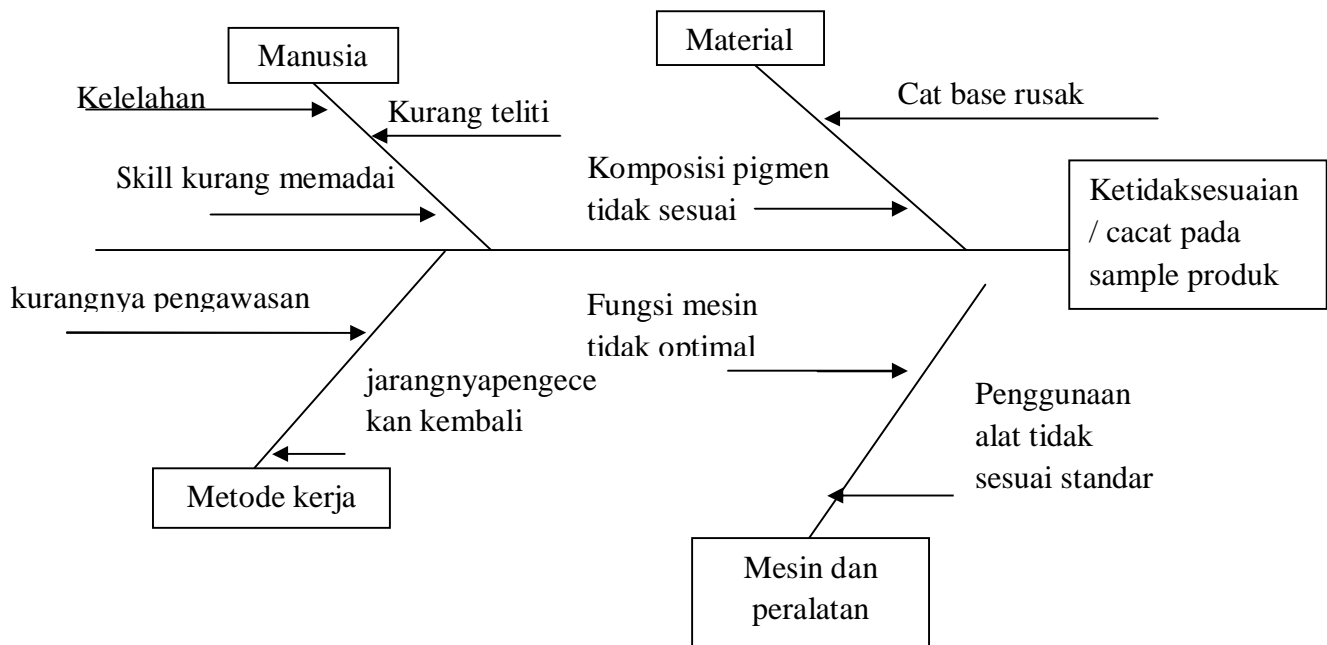 Manusia
Material
Kelelahan
Kurang teliti
Cat base rusak
Skill kurang memadai
Komposisi pigmen
tidak sesuai
Ketidaksesuaian
/ cacat pada
sample produk
kurangnya pengawasan
Fungsi mesin
tidak optimal
jarangnyapengece
kan kembali
Penggunaan
alat tidak
sesuai standar
Metode kerja
Mesin dan
peralatan